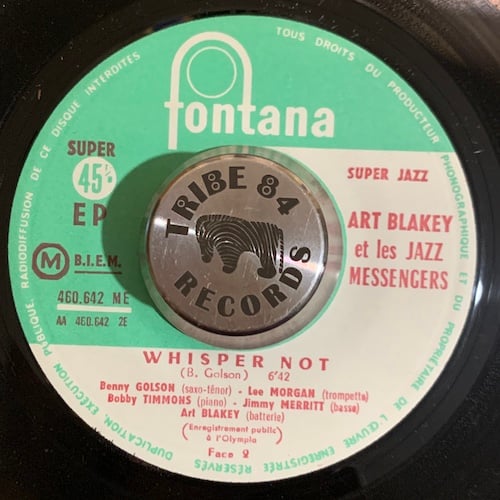 TOUS DROITS DU PRODUCTEUR PHONOGRAPHIQUE ET DU PROPRIÉTAIRE DE L'ŒUVRE ENREGISTRÉE RÉSERVÉS
DUPLICATION, EXÉCUTION PUBLIQUE, RADIODIFFUSION DE CE DISQUE INTERDITES
fontana
SUPER
45t
EP
SUPER JAZZ
ART BLAKEY
et les JAZZ
MESSENGERS
TRIBE 84
RECORDS
M B.I.E.M.
460.642 ME
AA 460.642 2E
WHISPER NOT
(B. Golson) 6'42
Benny GOLSON (saxo-ténor) - Lee MORGAN (trompette)
Bobby TIMMONS (piano) - Jimmy MERRITT (basse)
Art BLAKEY (batterie)
(Enregistrement public
à l'Olympia)
Face 2